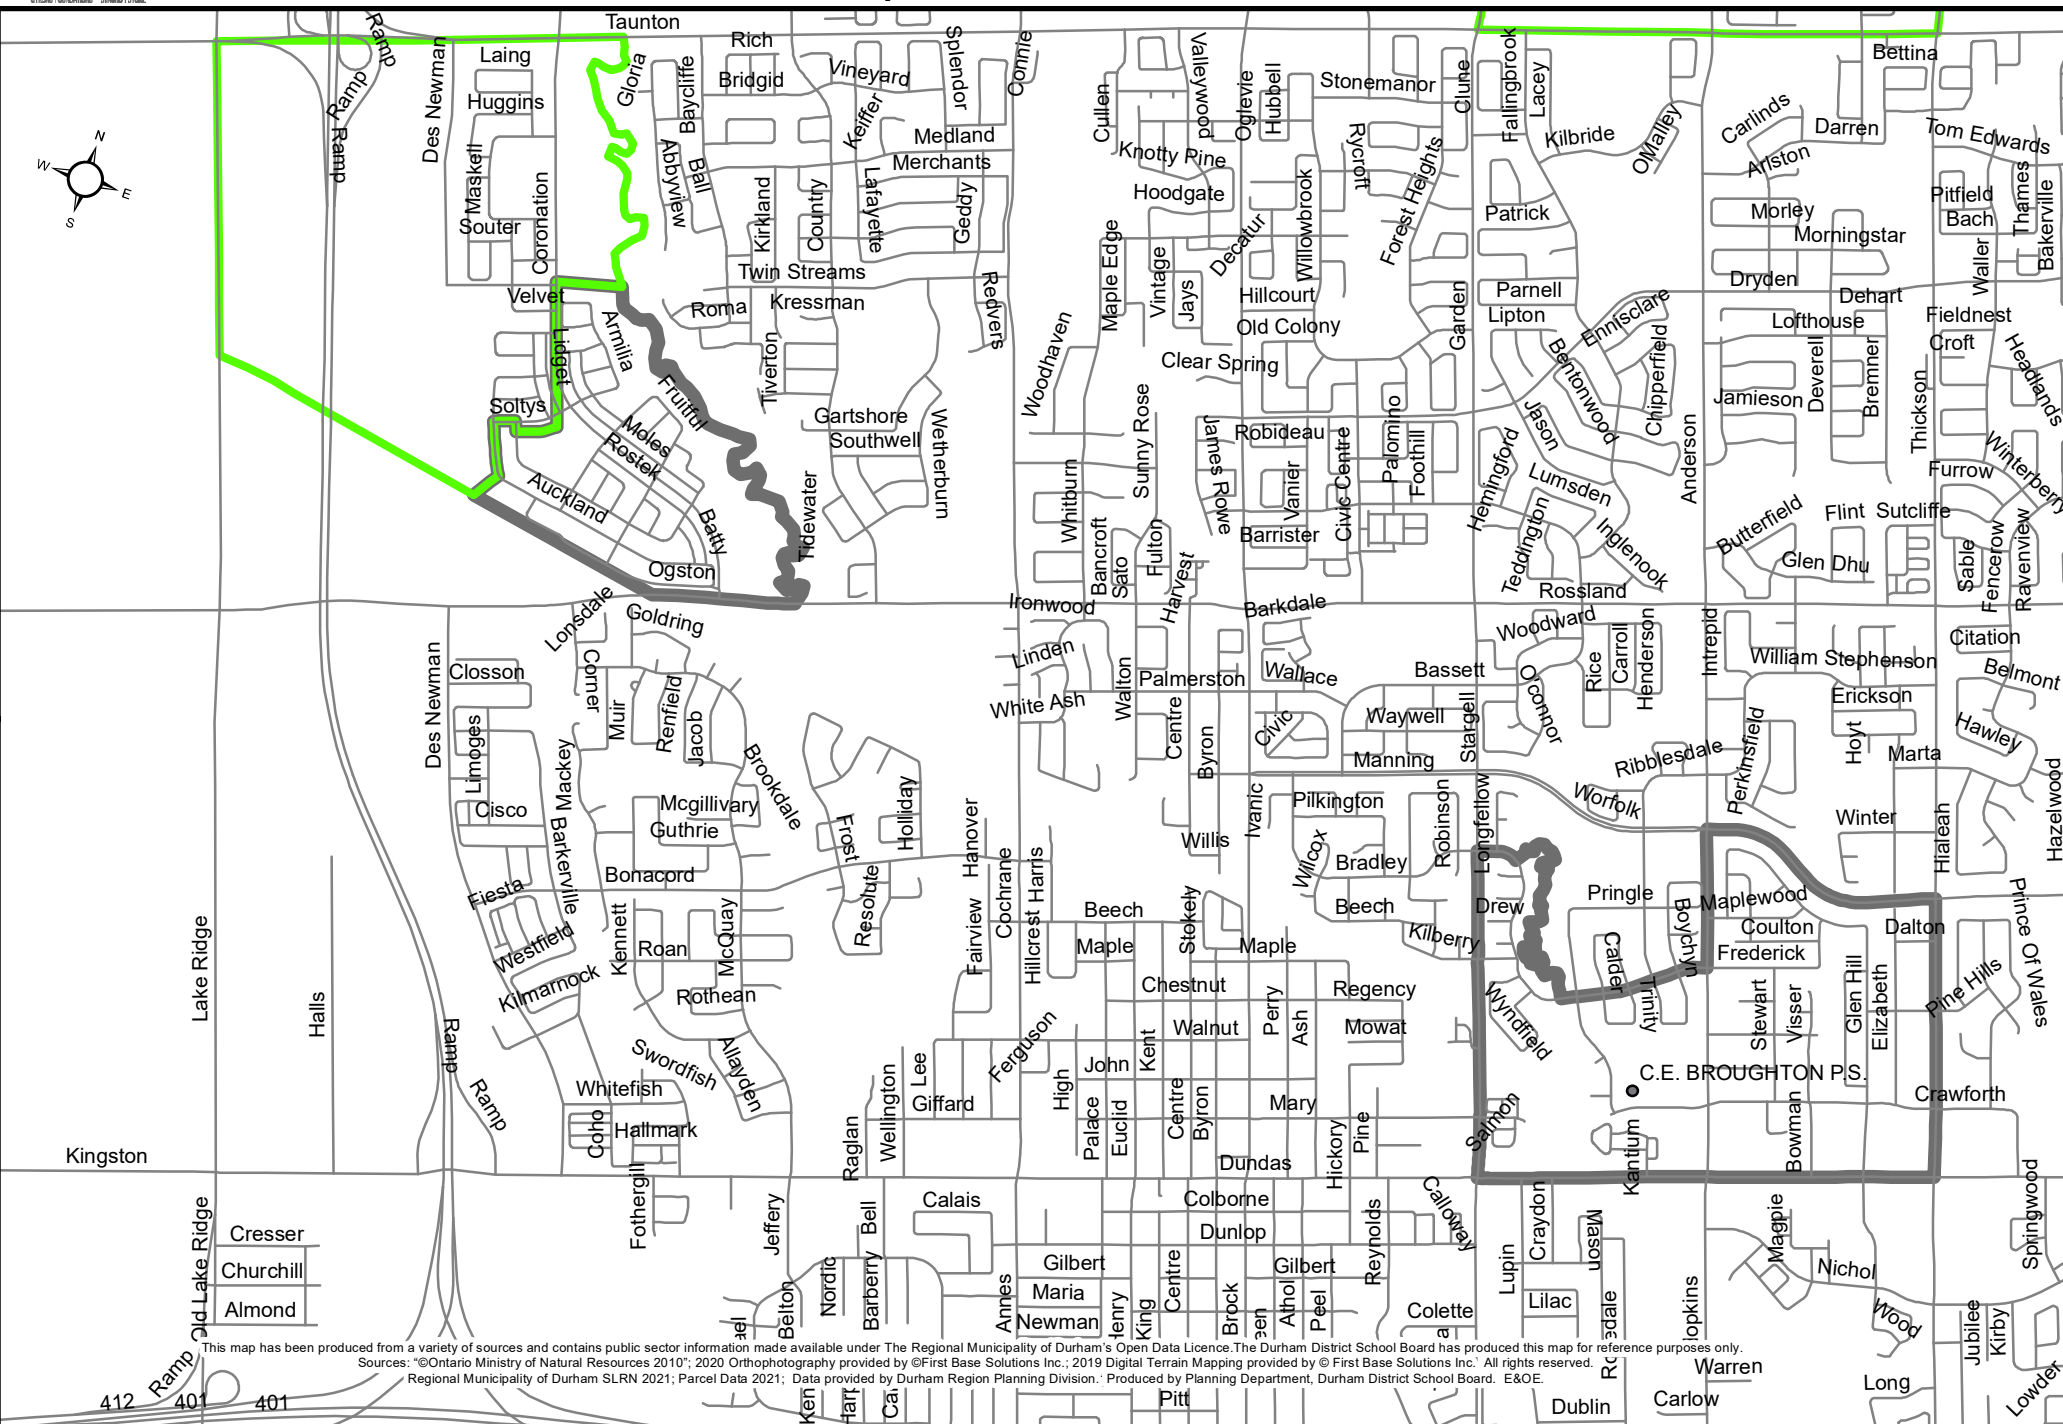 Taunton
Ramp
Rich
Splendor
Connie
Bettina
Laing
Des Newman
Gloria
Baycliffe
Bridgid
Vineyard
Valleywood
Oglevie
Hubbell
Stonemanor
Clune
Fallingbrook
Lacey
Ramp
Huggins
Keiffer
Cullen
OMalley
Carlinds
Darren
Tom Edwards
Ramp
Medland
Knotty Pine
Rycroft
Forest Heights
Kilbride
Arlston
N
W
E
S
Maskell
Abbyview
Ball
Merchants
Hoodgate
Thames
Bakerville
Coronation
Kirkland
Country
Lafayette
Geddy
Willowbrook
Patrick
Morley
Pitfield
Bach
Souter
Decatur
Morningstar
Waller
Twin Streams
Maple Edge
Vintage
Jays
Dryden
Velvet
Roma
Kressman
Redvers
Hillcourt
Garden
Parnell
Dehart
Lidget
Armilia
Old Colony
Lipton
Ennisclare
Lofthouse
Fieldnest
Tiverton
Woodhaven
Clear Spring
Bentonwood
Chipperfield
Deverell
Bremner
Croft
Headlands
Fruitful
Soltys
Gartshore
Wetherburn
Sunny Rose
James Rowe
Robideau
Civic Centre
Palomino
Foothill
Jason
Anderson
Jamieson
Thickson
Moles
Rostek
Southwell
Hemingford
Winterberry
Auckland
Whitburn
Vanier
Lumsden
Furrow
Batty
Tidewater
Bancroft
Sato
Fulton
Harvest
Barrister
Teddington
Inglenook
Butterfield
Flint
Sutcliffe
Ogston
Glen Dhu
Sable
Fencerow
Ravenview
Lonsdale
Goldring
Ironwood
Barkdale
Rossland
Woodward
Intrepid
Citation
Des Newman
Closson
Corner
Linden
Walton
Palmerston
Wallace
Bassett
O'connor
Rice
Carroll
Henderson
William Stephenson
Belmont
Limoges
Muir
Renfield
Jacob
White Ash
Centre
Byron
Civic
Waywell
Stargell
Erickson
Hoyt
Hawley
Mackey
Brookdale
Manning
Ribblesdale
Perkinsfield
Marta
Cisco
Mcgillivary
Guthrie
Holliday
Hanover
Ivanic
Pilkington
Robinson
Longfellow
Worfolk
Winter
Hialeah
Hazelwood
Barkerville
Frost
Willis
Wilcox
Bradley
Fiesta
Bonacord
Resolute
Cochrane
Harris
Beech
Stokely
Beech
Drew
Pringle
Maplewood
Prince Of Wales
Lake Ridge
Westfield
Kennett
Roan
McQuay
Fairview
Hillcrest
Maple
Maple
Kilberry
Calder
Boychyn
Coulton
Frederick
Dalton
Halls
Kilmarnock
Rothean
Chestnut
Regency
Wyndfield
Trinity
Stewart
Visser
Glen Hill
Elizabeth
Pine Hills
Ramp
Swordfish
Allayden
Ferguson
Kent
Walnut
Perry
Ash
Mowat
Ramp
Whitefish
Lee
Wellington
Giffard
High
John
C.E. BROUGHTON P.S.
Crawforth
Coho
Hallmark
Raglan
Palace
Euclid
Centre
Byron
Mary
Pine
Salmon
Bowman
Kingston
Fothergill
Dundas
Hickory
Kantium
Old Lake Ridge
Cresser
Jeffery
Bell
Calais
Colborne
Calloway
Craydon
Mason
Magpie
Springwood
Churchill
Dunlop
Reynolds
Lupin
Nordic
Barberry
Gilbert
Gilbert
Nichol
Almond
Belton
Annes
Maria
Newman
Centre
Brock
Athol
Peel
Colette
Lilac
Wood
Jubilee
Kirby
Henry
King
This map has been produced from a variety of sources and contains public sector information made available under The Regional Municipality of Durham's Open Data Licence.The Durham District School Board has produced this map for reference purposes only.
Sources: "©Ontario Ministry of Natural Resources 2010"; 2020 Orthophotography provided by ©First Base Solutions Inc.; 2019 Digital Terrain Mapping provided by © First Base Solutions Inc. All rights reserved.
Regional Municipality of Durham SLRN 2021; Parcel Data 2021; Data provided by Durham Region Planning Division. Produced by Planning Department, Durham District School Board. E&OE.
Ramp
Warren
Lowder
412
401
401
Pitt
Dublin
Carlow
Long